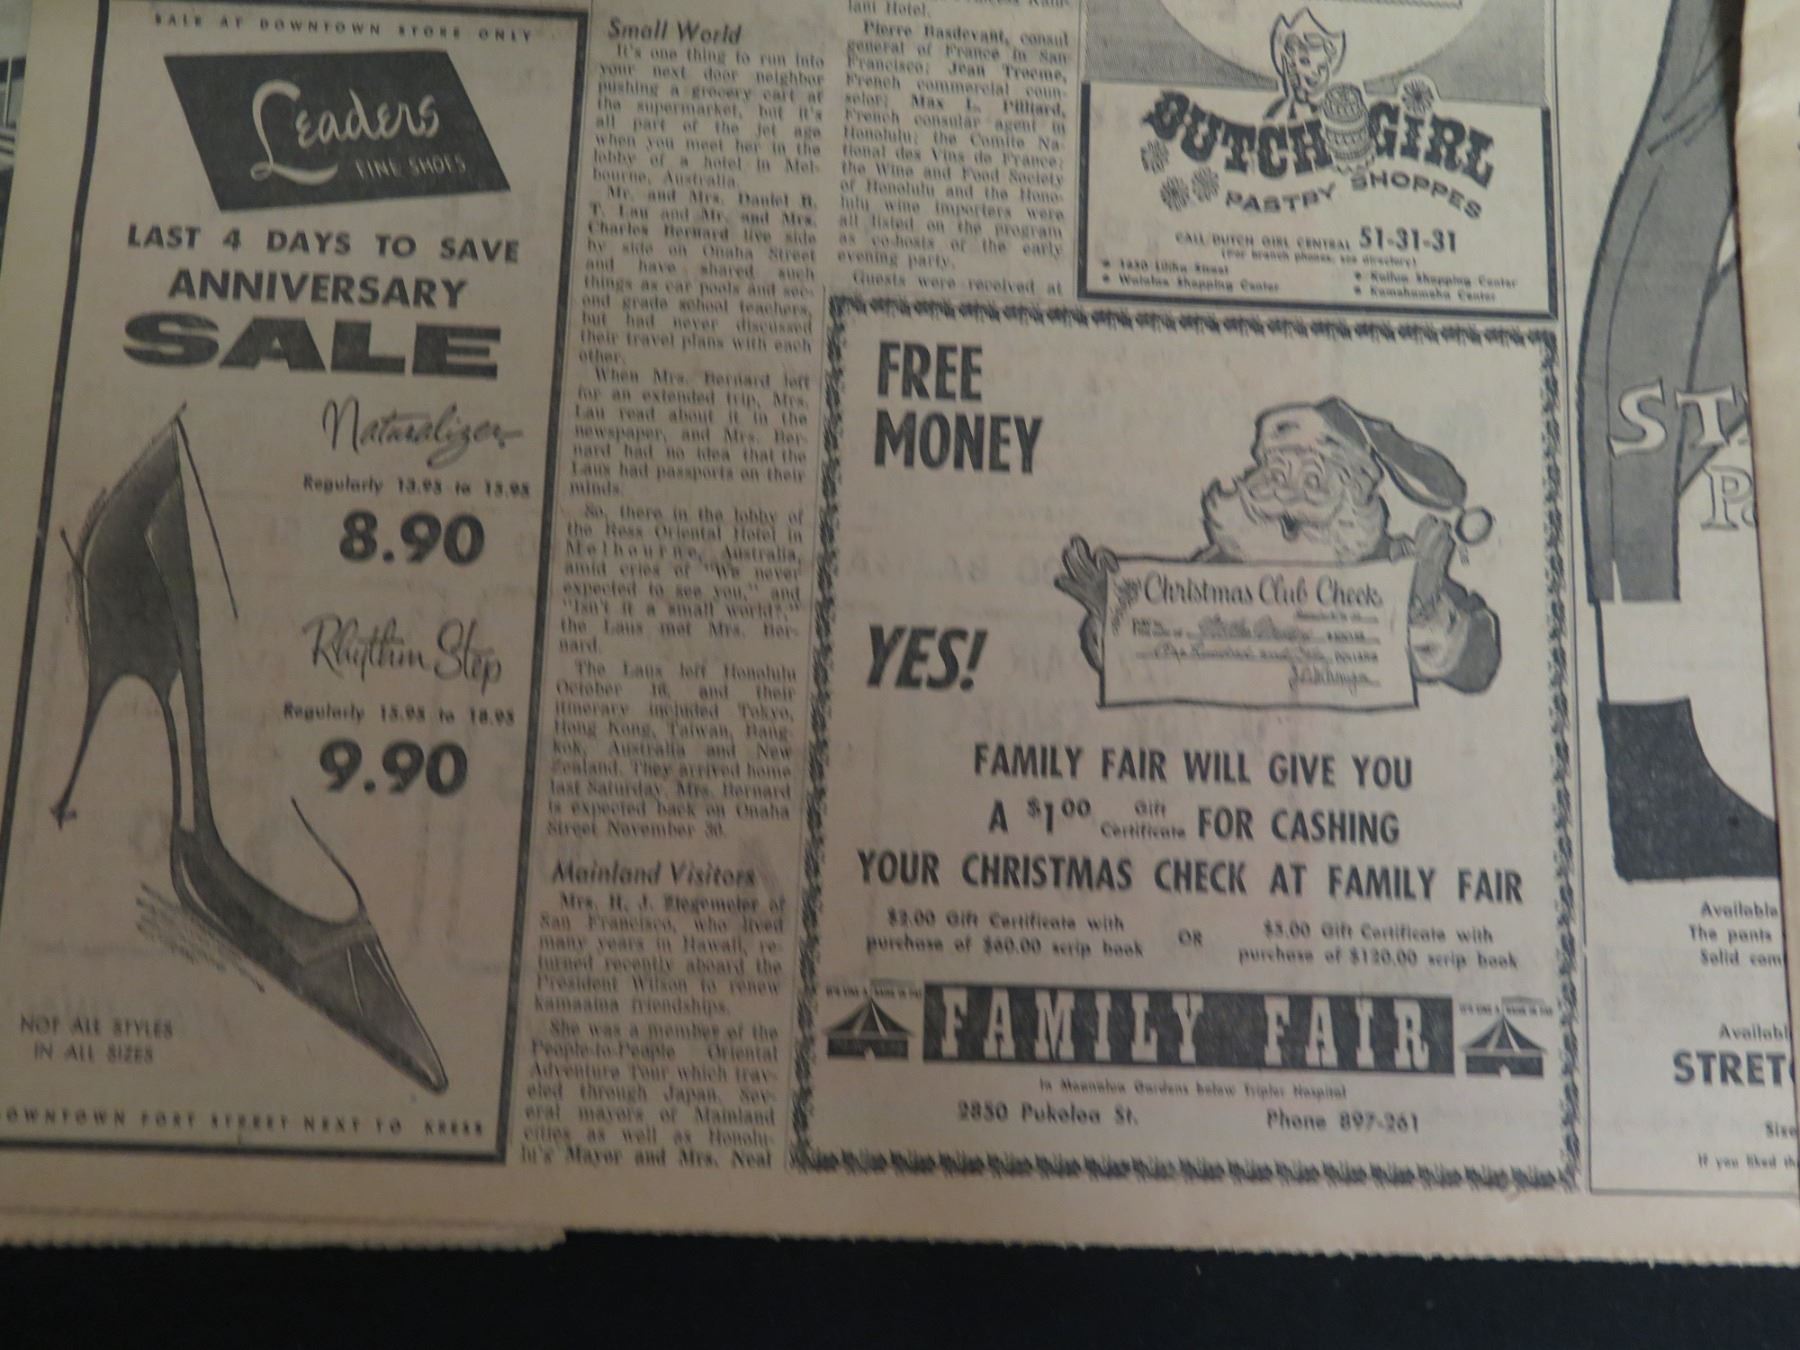 SALE AT DOWNTOWN STORE ONLY
Leaders
FINE SHOES
LAST 4 DAYS TO SAVE
ANNIVERSARY
SALE
Naturalizer
Regularly 13.95 to 15.95
8.90
Rhythm Step
Regularly 15.95 to 18.95
9.90
NOT ALL STYLES
IN ALL SIZES
OWNTOWN FORT STREET NEXT TO KRESS
Small World
It's one thing to run into
your next door neighbor
pushing a grocery cart at
the supermarket, but it's
all part of the jet age
when you meet her in the
lobby of a hotel in Mel-
bourne, Australia.
Mr. and Mrs. Daniel B.
T. Lau and Mr. and Mrs.
Charles Bernard live side
by side on Onaha Street
and have shared such
things as car pools and sec-
ond grade school teachers,
but had never discussed
their travel plans with each
other.
When Mrs. Bernard left
for an extended trip, Mrs.
Lau read about it in the
newspaper, and Mrs. Ber-
nard had no idea that the
Laus had passports on their
minds.
So, there in the lobby of
the Ross Oriental Hotel in
Melbourne, Australia,
amid cries of "We never
expected to see you," and
"Isn't it a small world?,"
the Laus met Mrs. Ber-
nard.
The Laus left Honolulu
October 18, and their
itinerary included Tokyo,
Hong Kong, Taiwan, Bang-
kok, Australia and New
Zealand. They arrived home
last Saturday. Mrs. Bernard
is expected back on Onaha
Street November 30.
Mainland Visitors
Mrs. H. J. Ziegemeier of
San Francisco, who lived
many years in Hawaii, re-
turned recently aboard the
President Wilson to renew
kamaaina friendships.
She was a member of the
People-to-People Oriental
Adventure Tour which trav-
eled through Japan. Sev-
eral mayors of Mainland
cities as well as Honolu-
lu's Mayor and Mrs. Neal
lani Hotel.
Pierre Basdevant, consul
general of France in San
Francisco; Jean Trocme,
French commercial coun-
selor; Max L. Pilliard,
French consular agent in
Honolulu; the Comite Na-
tional des Vins de France;
the Wine and Food Society
of Honolulu and the Hono-
lulu wine importers were
all listed on the program
as co-hosts of the early
evening party.
Guests were received at
DUTCH GIRL
PASTRY SHOPPES
CALL DUTCH GIRL CENTRAL 51-31-31
(For branch phones, see directory)
Street
Waialae Shopping Center
Kailua Shopping Center
Kamehameha Center
FREE
MONEY
Christmas Club Check
DOLLARS
YES!
FAMILY FAIR WILL GIVE YOU
A $1.00 Gift Certificate FOR CASHING
YOUR CHRISTMAS CHECK AT FAMILY FAIR
$2.00 Gift Certificate with
purchase of $60.00 scrip book
OR
$5.00 Gift Certificate with
purchase of $120.00 scrip book
FAMILY FAIR
In Moanalua Gardens below Tripler Hospital
2850 Pukoloa St. Phone 897-261
ST
P
Available
The pants
Solid com
Availabl
STRET
Size
If you liked th